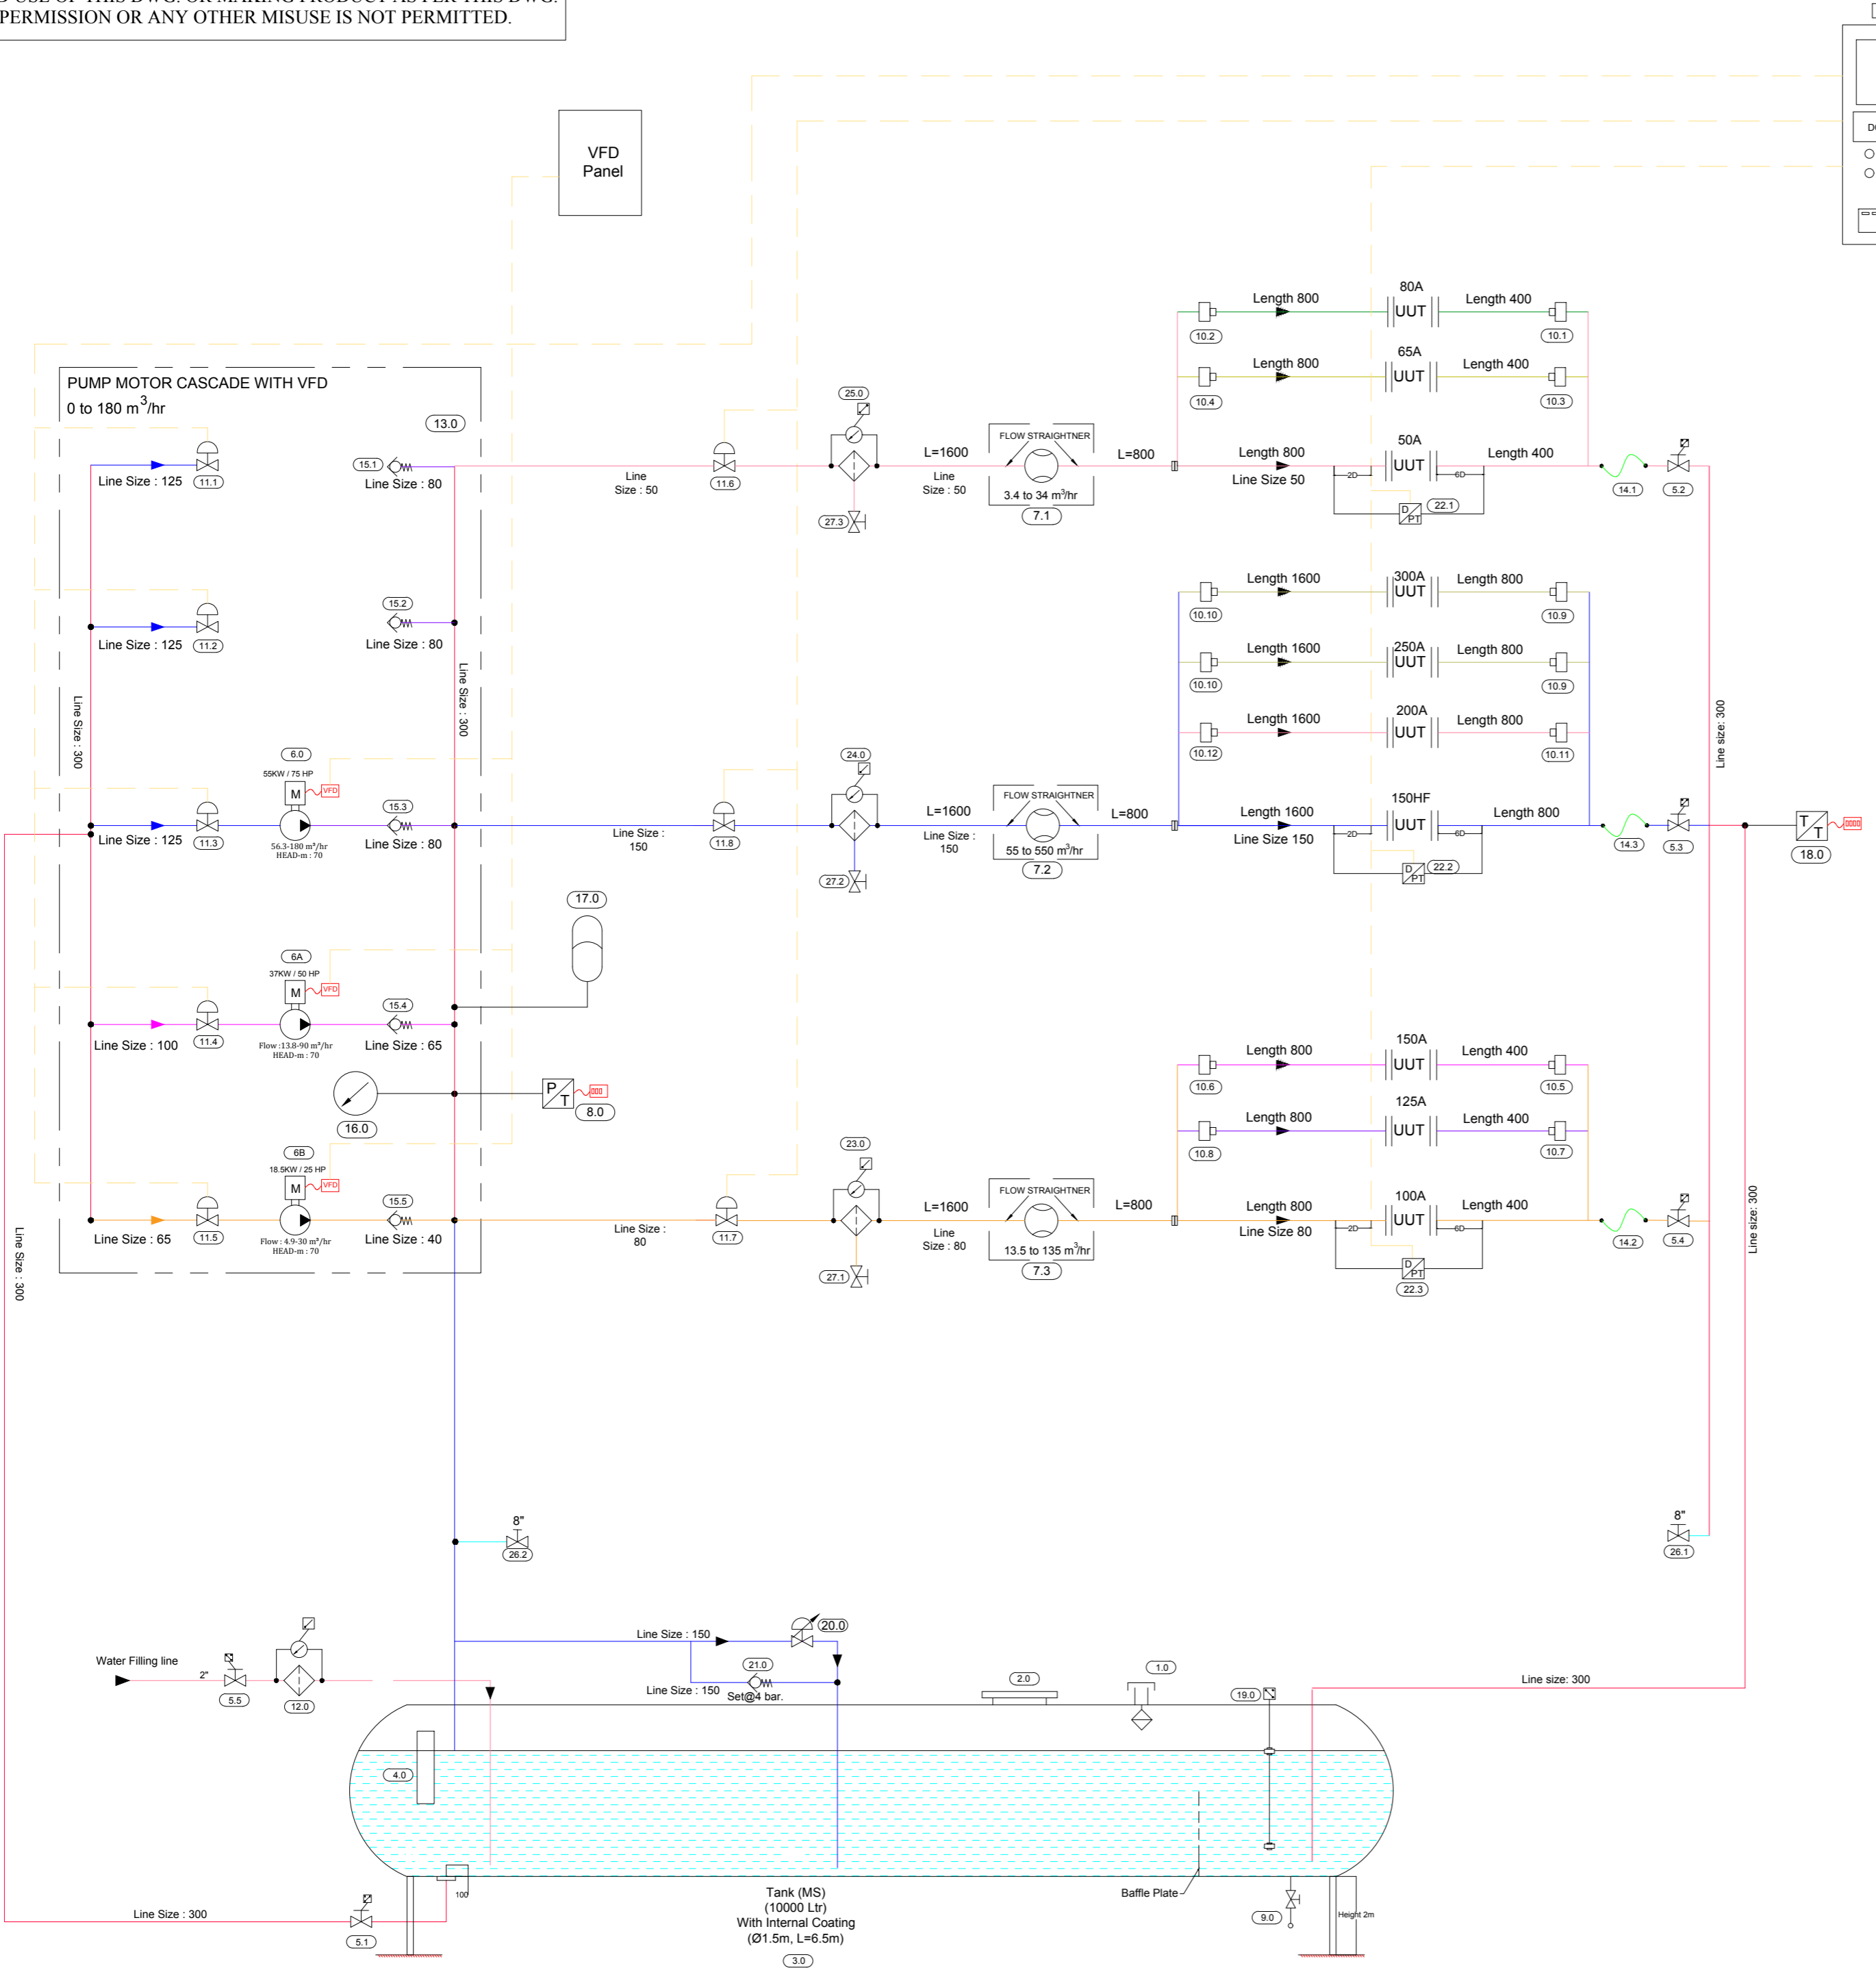 PERMISSION OR ANY OTHER MISUSE IS NOT PERMITTED.
VFD
Panel
PUMP MOTOR CASCADE WITH VFD
0 to 180 m3/hr
13.0
Line Size : 125
11.1
15.1
Line Size : 80
Line
Size : 50
11.6
25.0
27.3
L=1600
Line
Size : 50
FLOW STRAIGHTNER
3.4 to 34 m3/hr
7.1
L=800
10.2
Length 800
80A
UUT
Length 400
10.1
10.4
Length 800
65A
UUT
Length 400
10.3
Length 800
Line Size 50
50A
UUT
Length 400
2D
6D
D
PT
22.1
14.1
5.2
Line Size : 125
11.2
15.2
Line Size : 80
Line Size : 300
Line Size : 300
10.10
Length 1600
300A
UUT
Length 800
10.9
10.10
Length 1600
250A
UUT
Length 800
10.9
10.12
Length 1600
200A
UUT
Length 800
10.11
Line size: 300
6.0
55KW / 75 HP
M
VFD
Line Size : 125
11.3
56.3-180 m³/hr
HEAD-m : 70
15.3
Line Size : 80
Line Size :
150
11.8
24.0
27.2
L=1600
Line Size :
150
FLOW STRAIGHTNER
55 to 550 m3/hr
7.2
L=800
Length 1600
Line Size 150
150HF
UUT
Length 800
2D
6D
D
PT
22.2
14.3
5.3
T
T
0000
18.0
17.0
6A
37KW / 50 HP
M
VFD
Line Size : 100
11.4
Flow :13.8-90 m³/hr
HEAD-m : 70
15.4
Line Size : 65
16.0
P
T
000
8.0
6B
18.5KW / 25 HP
M
VFD
Line Size : 65
11.5
Flow : 4.9-30 m³/hr
HEAD-m : 70
15.5
Line Size : 40
Line Size :
80
11.7
23.0
27.1
L=1600
Line
Size : 80
FLOW STRAIGHTNER
13.5 to 135 m3/hr
7.3
L=800
10.6
Length 800
150A
UUT
Length 400
10.5
10.8
Length 800
125A
UUT
Length 400
10.7
Length 800
Line Size 80
100A
UUT
Length 400
2D
6D
D
PT
22.3
14.2
5.4
Line size: 300
Line Size : 300
8"
26.2
8"
26.1
Water Filling line
2"
5.5
12.0
Line Size : 150
20.0
21.0
Line Size : 150
Set@4 bar.
2.0
1.0
19.0
Line size: 300
4.0
100
Line Size : 300
5.1
Tank (MS)
(10000 Ltr)
With Internal Coating
(Ø1.5m, L=6.5m)
3.0
Baffle Plate
9.0
Height 2m